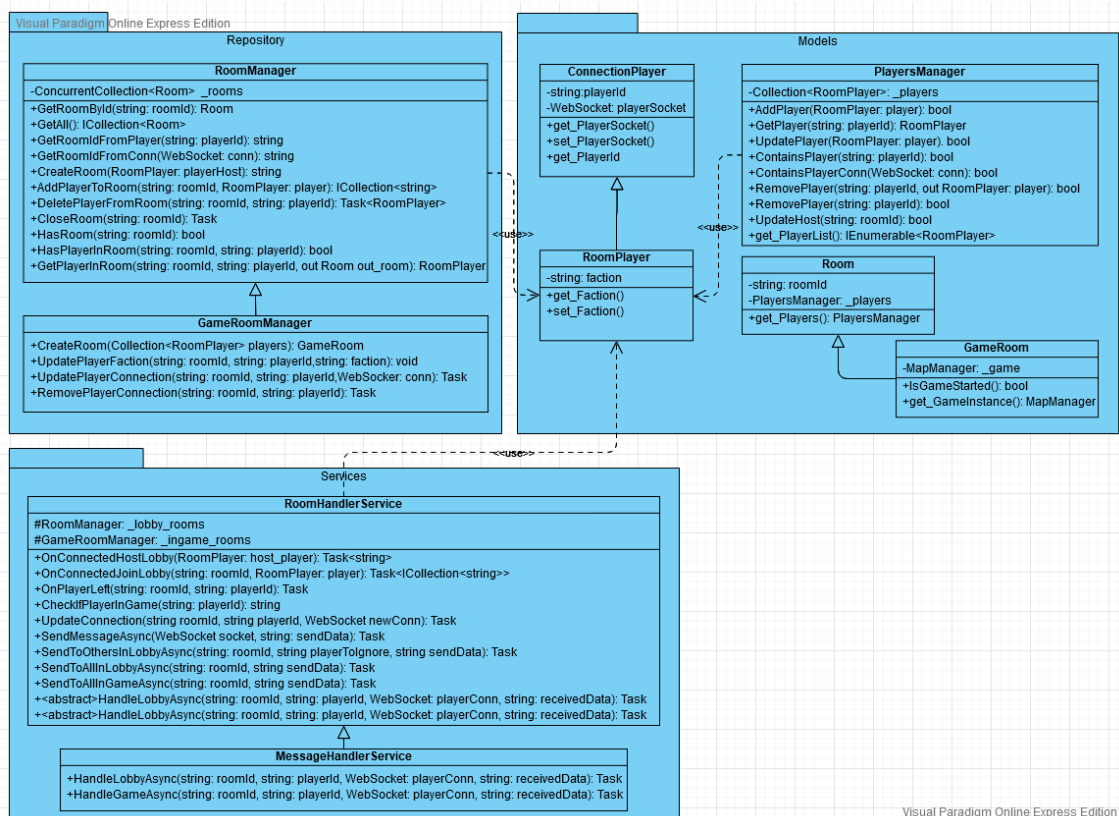 Visual Paradigm Online Express Edition
Repository
RoomManager
-ConcurrentCollection<Room> _rooms
+GetRoomById(string: roomId): Room
+GetAll(): ICollection<Room>
+GetRoomIdFromPlayer(string: playerId): string
+GetRoomIdFromConn(WebSocket: conn): string
+CreateRoom(RoomPlayer: playerHost): string
+AddPlayerToRoom(string: roomId, RoomPlayer: player): ICollection<string>
+DeletePlayerFromRoom(string: roomId, string: playerId): Task<RoomPlayer>
+CloseRoom(string: roomId): Task
+HasRoom(string: roomId): bool
+HasPlayerInRoom(string: roomId, string: playerId): bool
+GetPlayerInRoom(string: roomId, string: playerId, out Room out_room): RoomPlayer
GameRoomManager
+CreateRoom(Collection<RoomPlayer> players): GameRoom
+UpdatePlayerFaction(string: roomId, string: playerId,string: faction): void
+UpdatePlayerConnection(string: roomId, string: playerId,WebSocker: conn): Task
+RemovePlayerConnection(string: roomId, string: playerId): Task
<<use>>
Models
ConnectionPlayer
-string:playerId
-WebSocket: playerSocket
+get_PlayerSocket()
+set_PlayerSocket()
+get_PlayerId
RoomPlayer
-string: faction
+get_Faction()
+set_Faction()
<<use>>
PlayersManager
-Collection<RoomPlayer>: _players
+AddPlayer(RoomPlayer: player): bool
+GetPlayer(string: playerId): RoomPlayer
+UpdatePlayer(RoomPlayer: player). bool
+ContainsPlayer(string: playerId): bool
+ContainsPlayerConn(WebSocket: conn): bool
+RemovePlayer(string: playerId, out RoomPlayer: player): bool
+RemovePlayer(string: playerId): bool
+UpdateHost(string: roomId): bool
+get_PlayerList(): IEnumerable<RoomPlayer>
Room
-string: roomId
-PlayersManager: _players
+get_Players(): PlayersManager
GameRoom
-MapManager: _game
+IsGameStarted(): bool
+get_GameInstance(): MapManager
<<use>>
Services
RoomHandlerService
#RoomManager: _lobby_rooms
#GameRoomManager: _ingame_rooms
+OnConnectedHostLobby(RoomPlayer: host_player): Task<string>
+OnConnectedJoinLobby(string: roomId, RoomPlayer: player): Task<ICollection<string>>
+OnPlayerLeft(string: roomId, string: playerId): Task
+CheckIfPlayerInGame(string: playerId): string
+UpdateConnection(string roomId, string playerId, WebSocket newConn): Task
+SendMessageAsync(WebSocket socket, string: sendData): Task
+SendToOthersInLobbyAsync(string: roomId, string playerToIgnore, string sendData): Task
+SendToAllInLobbyAsync(string: roomId, string sendData): Task
+SendToAllInGameAsync(string: roomId, string sendData): Task
+<abstract>HandleLobbyAsync(string: roomId, string: playerId, WebSocket: playerConn, string: receivedData): Task
+<abstract>HandleLobbyAsync(string: roomId, string: playerId, WebSocket: playerConn, string: receivedData): Task
MessageHandlerService
+HandleLobbyAsync(string: roomId, string: playerId, WebSocket: playerConn, string: receivedData): Task
+HandleGameAsync(string: roomId, string: playerId, WebSocket: playerConn, string: receivedData): Task
Visual Paradigm Online Express Edition